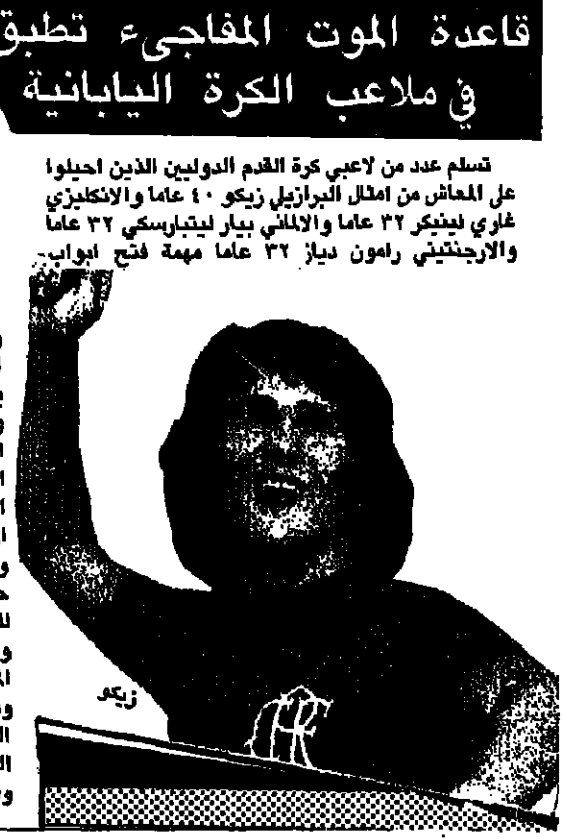 قاعدة الموت المفاجىء تطبق
في ملاعب الكرة اليابانية
تسلم عدد من لاعبي كرة القدم الدوليين الذين احيلوا
على المعاش من امثال البرازيلي زيكو ٤٠ عاما والانكليزي
غاري لينيكر ٣٢ عاما والالماني بيار ليتبارسكي ٣٢ عاما
والارجنتيني رامون دياز ٣٢ عاما مهمة فتح ابواب
زيكو